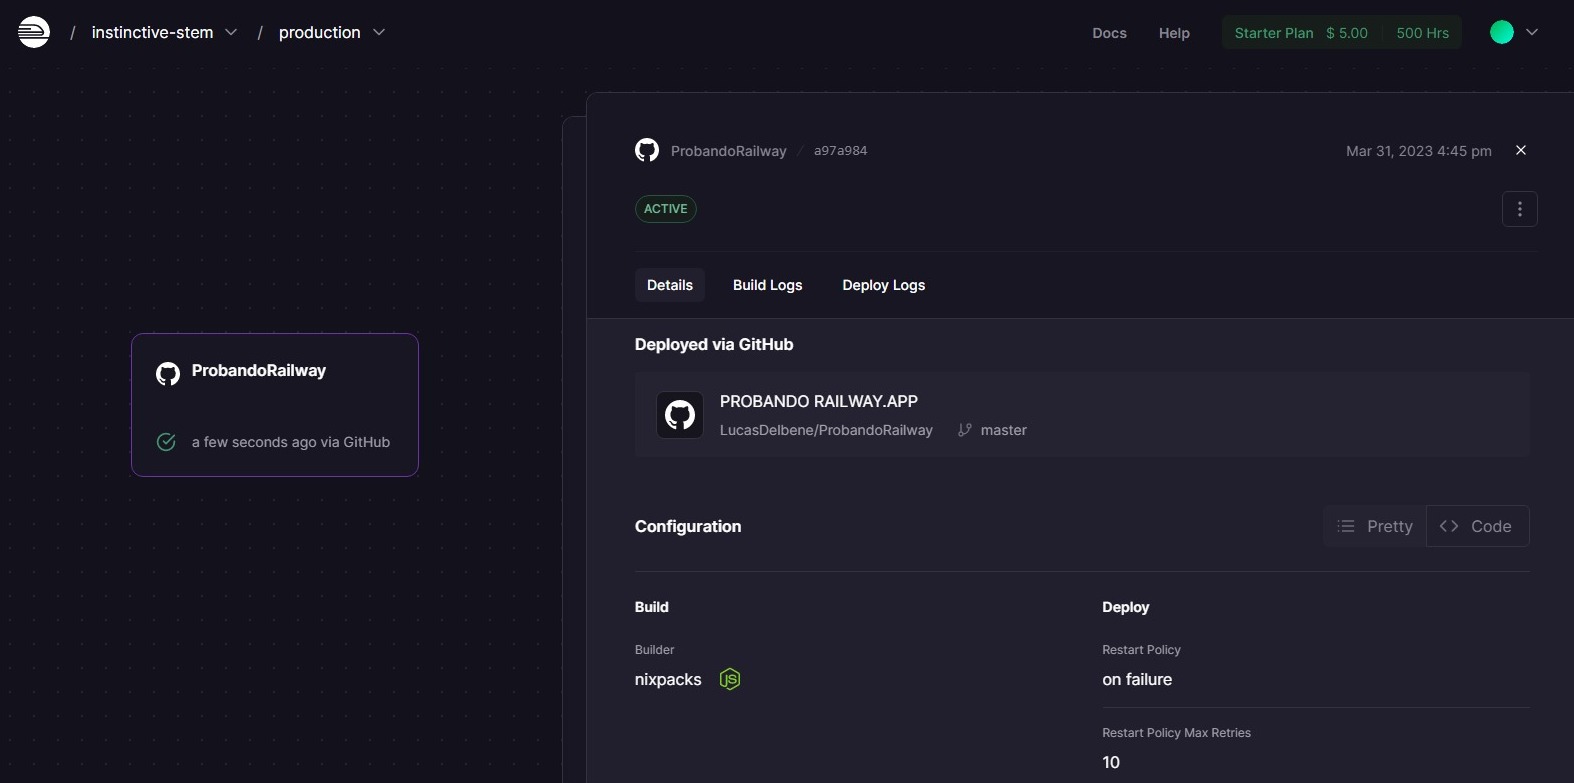 / instinctive-stem / production Docs Help Starter Plan $ 5.00 500 Hrs
ProbandoRailway / a97a984 Mar 31, 2023 4:45 pm
ACTIVE
Details Build Logs Deploy Logs
Deployed via GitHub
PROBANDO RAILWAY.APP
LucasDelbene/ProbandoRailway master
ProbandoRailway
a few seconds ago via GitHub
Configuration Pretty <> Code
Build
Builder
nixpacks JS
Deploy
Restart Policy
on failure
Restart Policy Max Retries
10